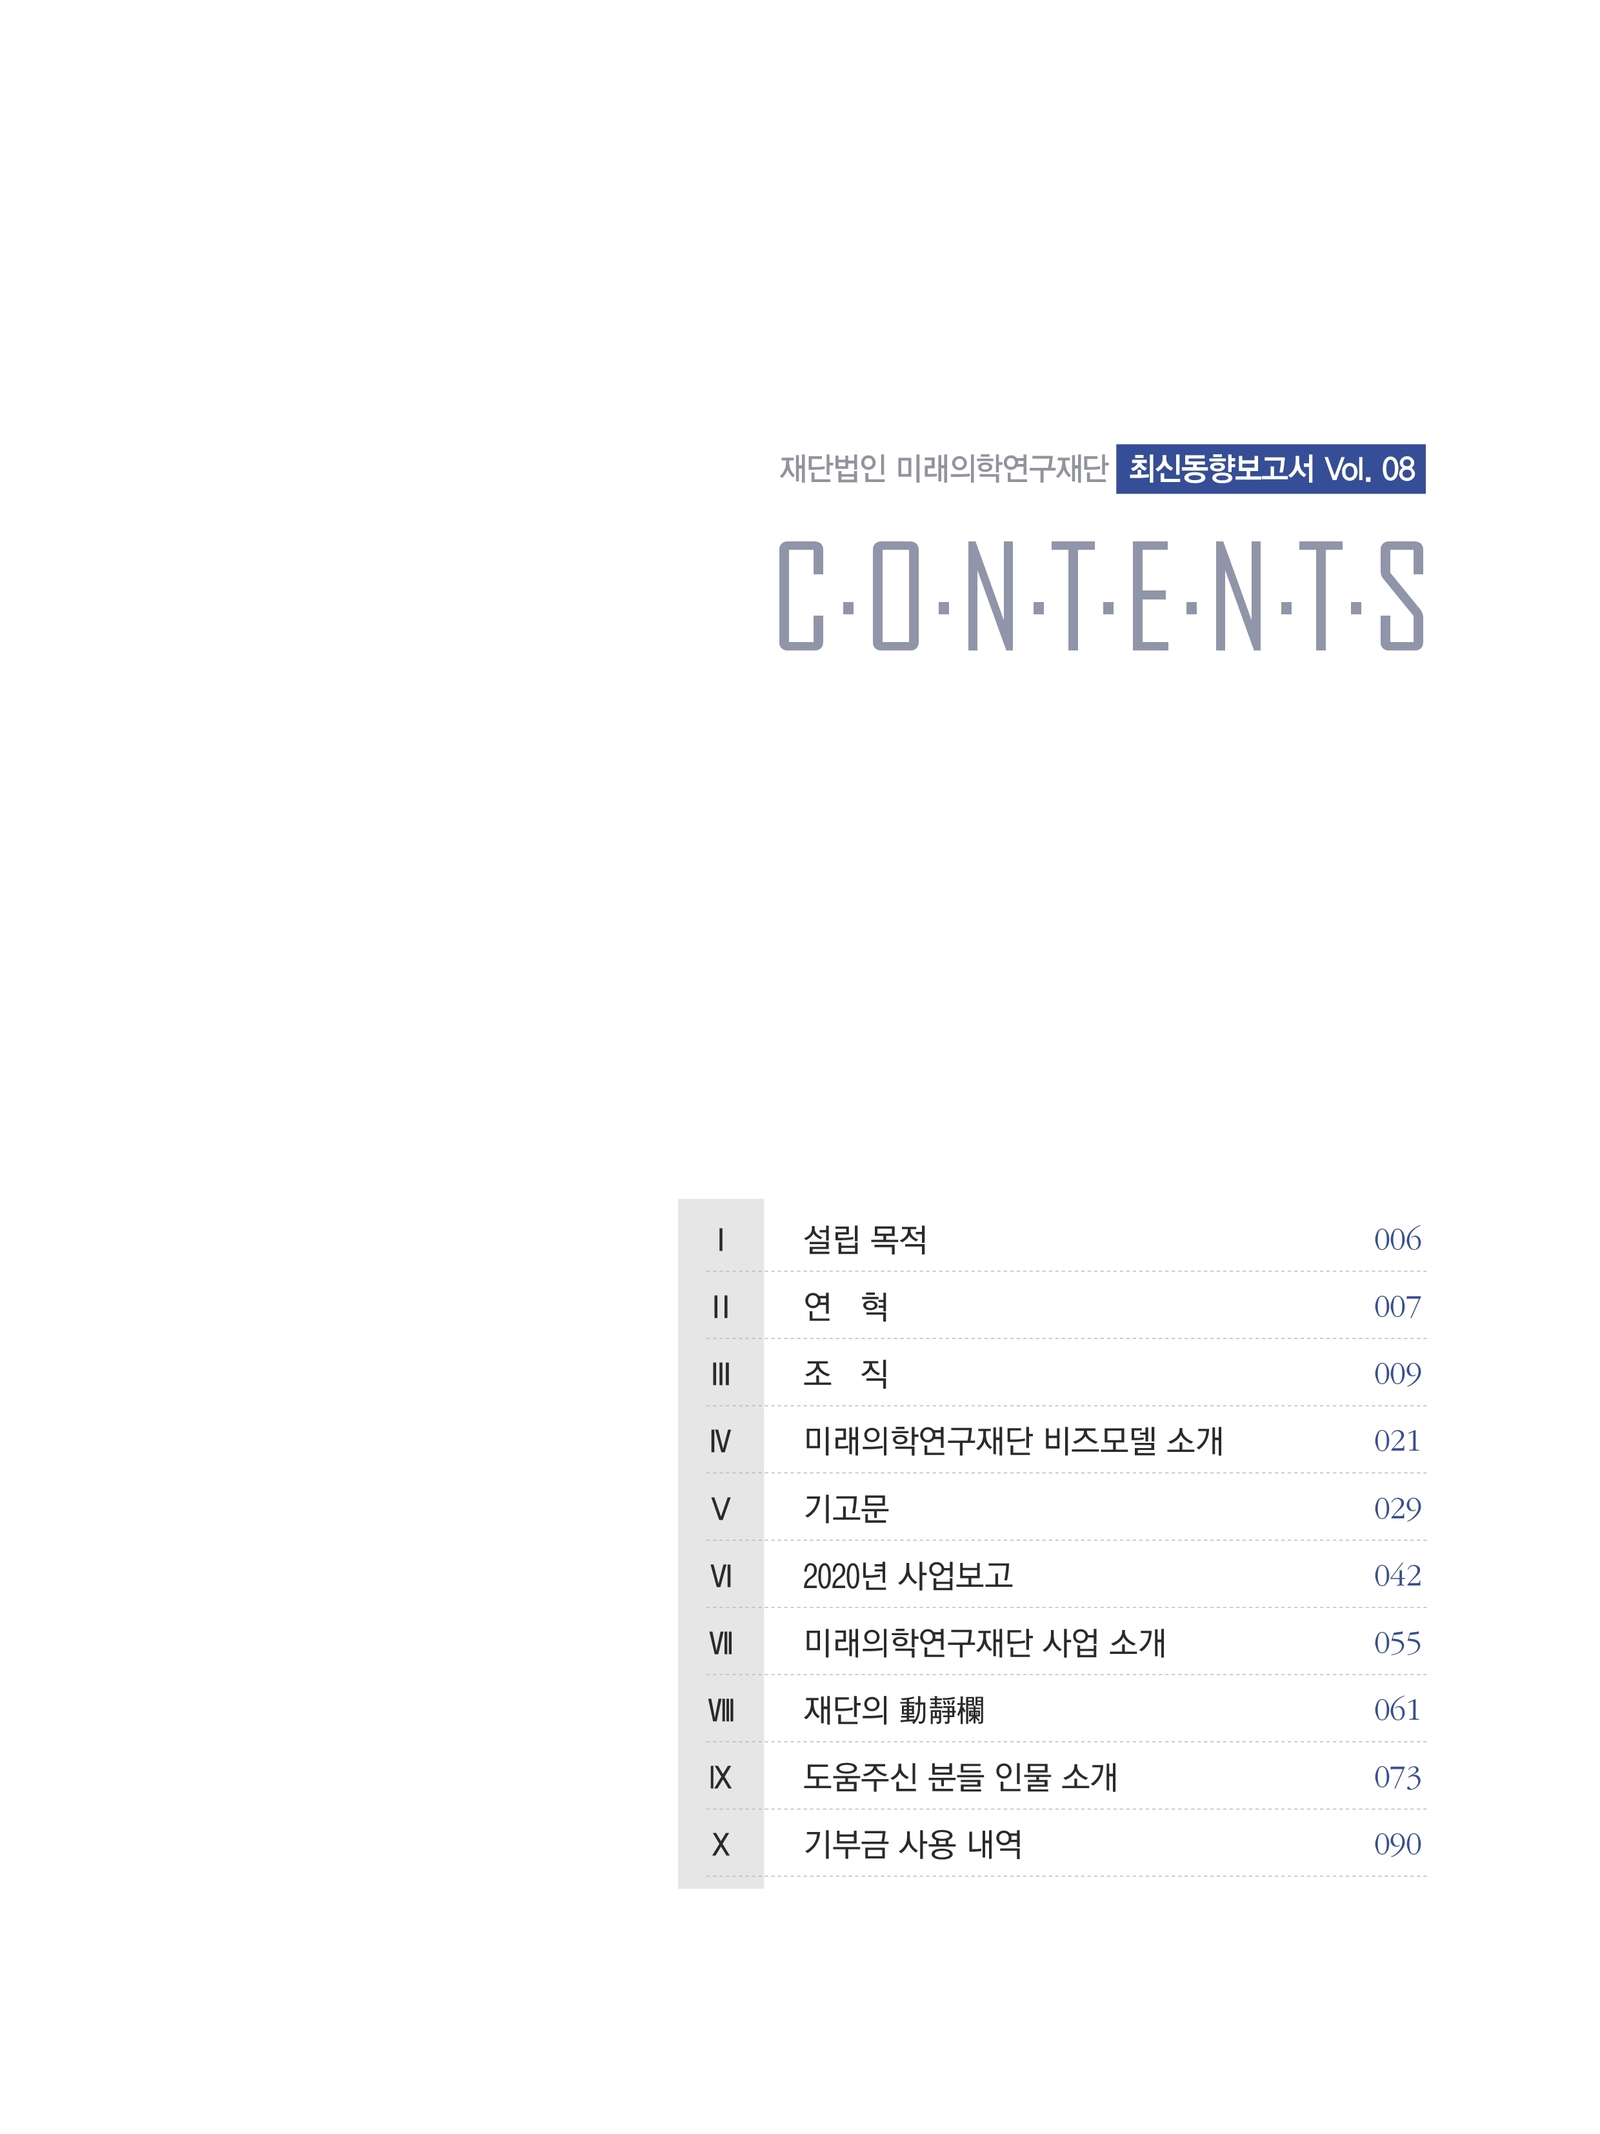 재단법인 미래의학연구재단 최신동향보고서 Vol. 08
C·O·N·T·E·N·T·S
I 설립 목적 006
II 연 혁 007
III 조 직 009
IV 미래의학연구재단 비즈모델 소개 021
V 기고문 029
VI 2020년 사업보고 042
VII 미래의학연구재단 사업 소개 055
VIII 재단의 動靜欄 061
IX 도움주신 분들 인물 소개 073
X 기부금 사용 내역 090